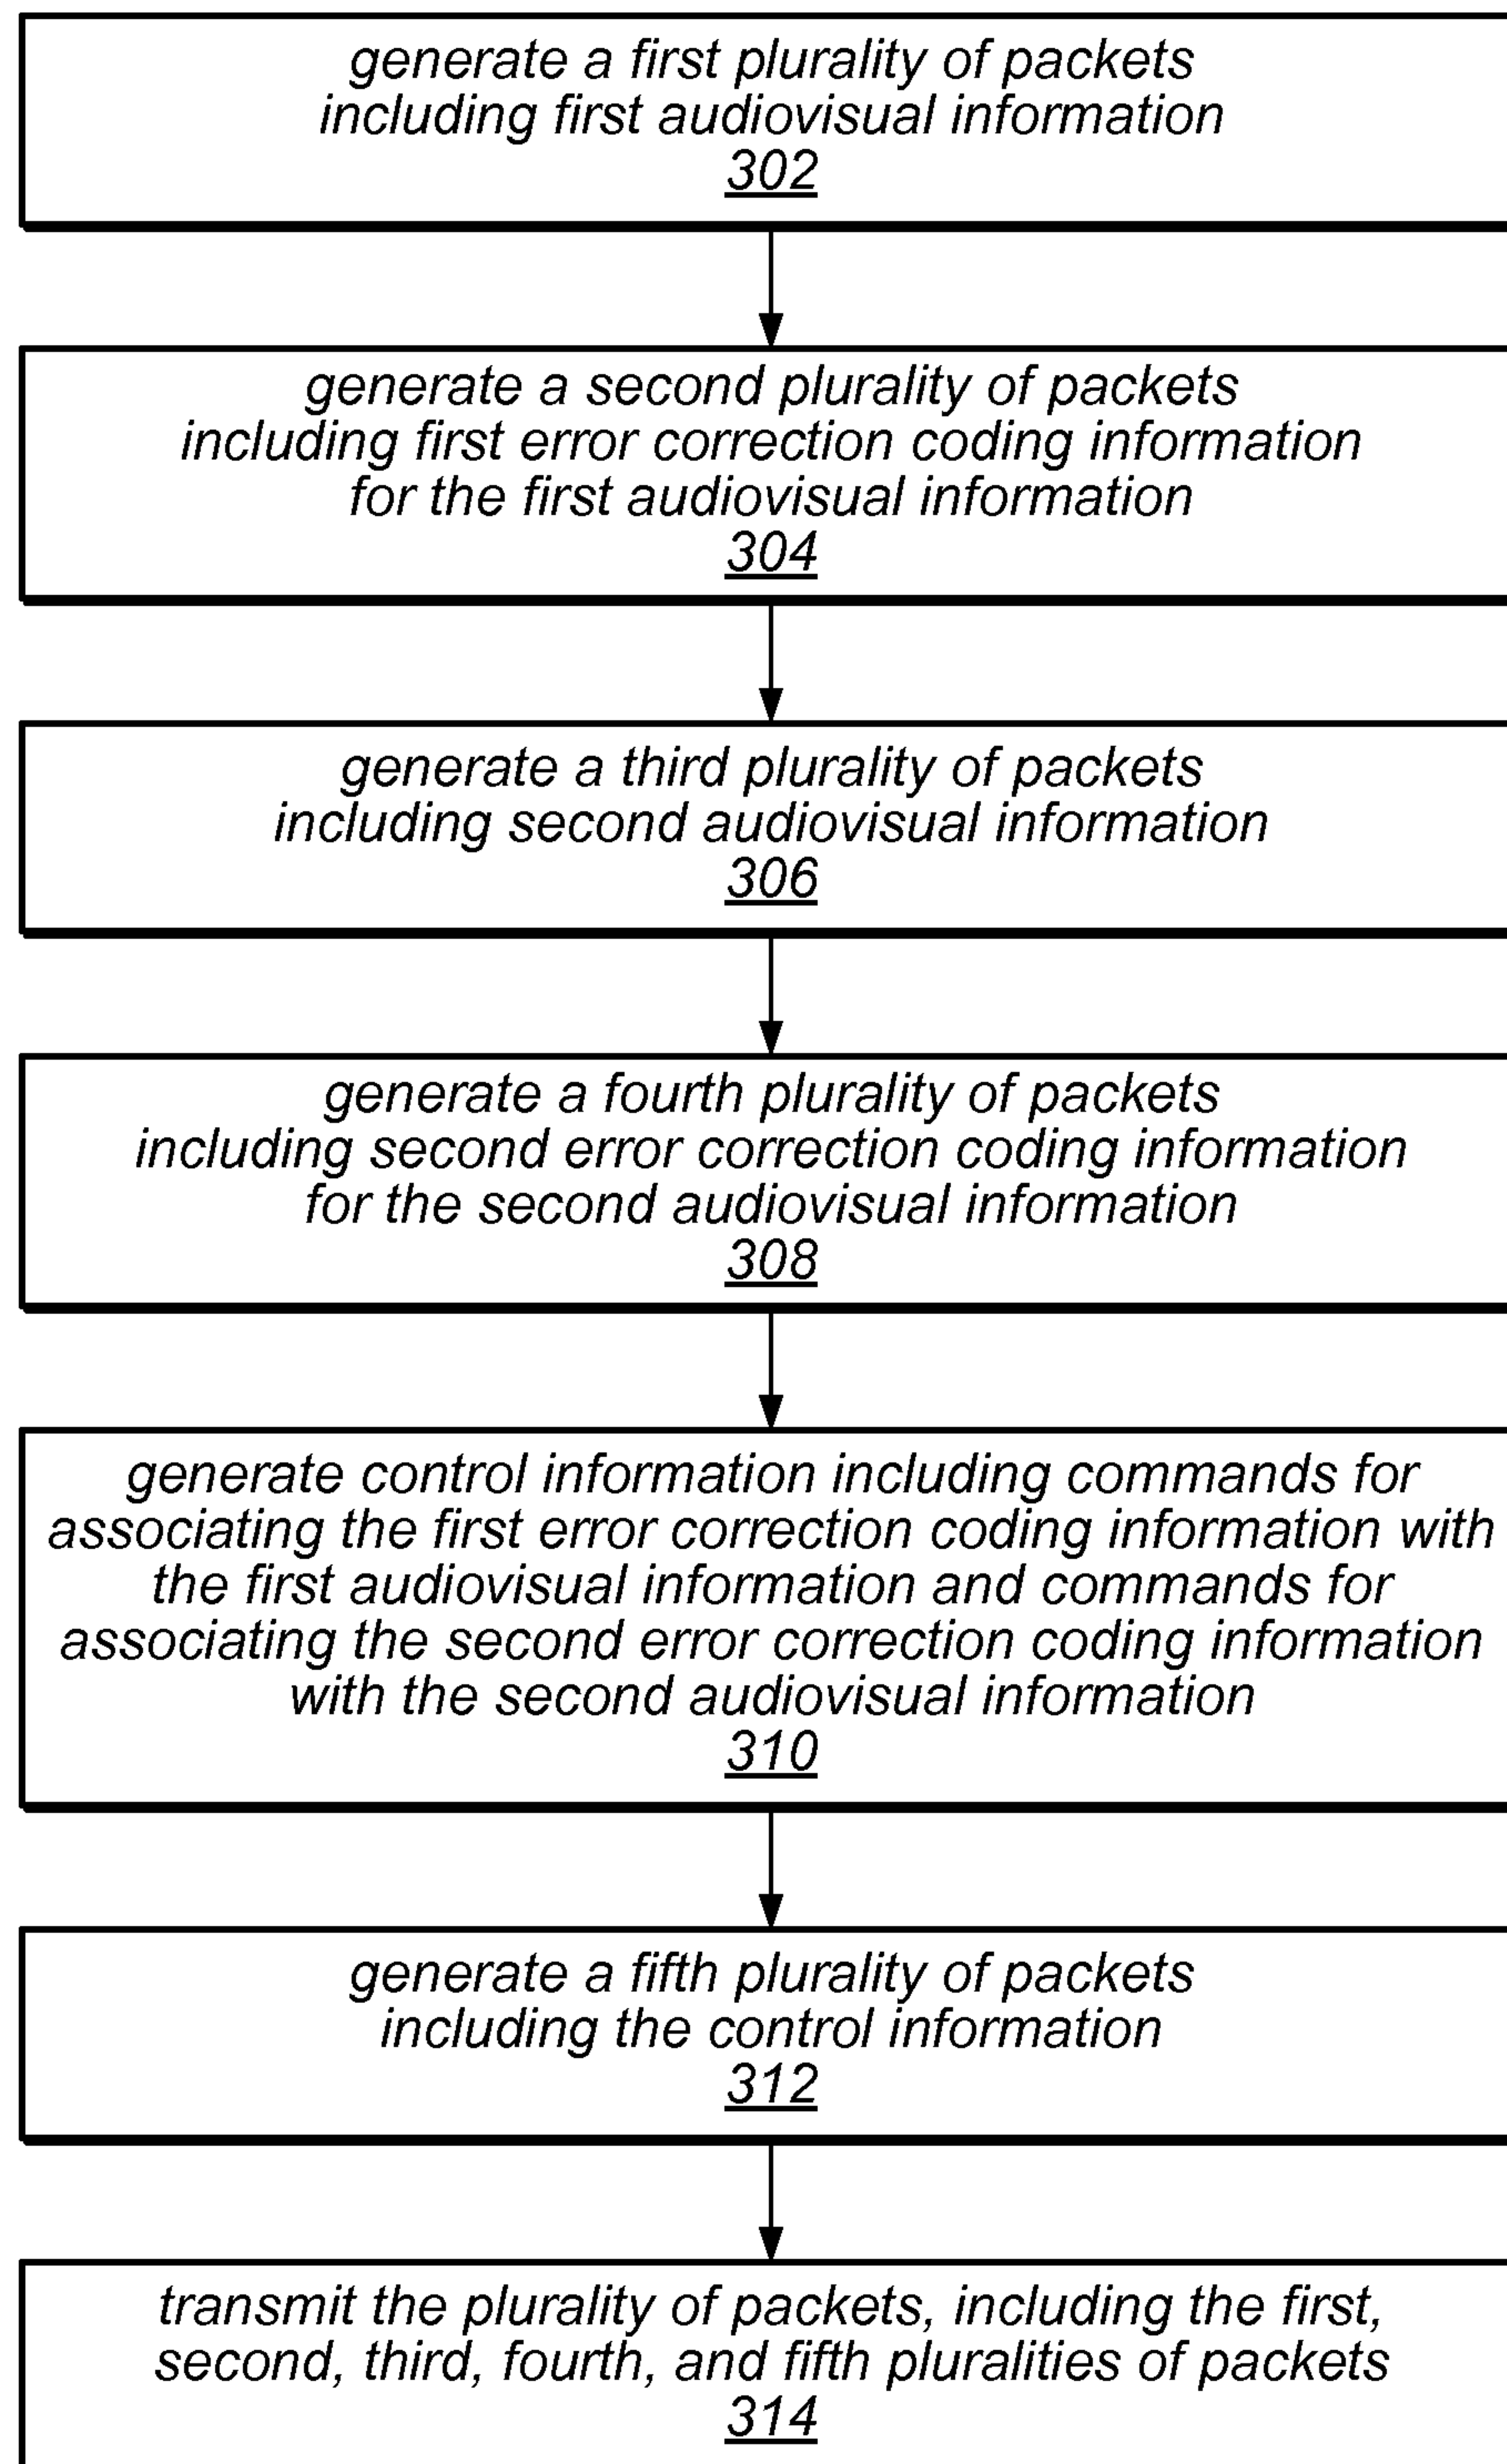 generate a first plurality of packets
including first audiovisual information
302
generate a second plurality of packets
including first error correction coding information
for the first audiovisual information
304
generate a third plurality of packets
including second audiovisual information
306
generate a fourth plurality of packets
including second error correction coding information
for the second audiovisual information
308
generate control information including commands for
associating the first error correction coding information with
the first audiovisual information and commands for
associating the second error correction coding information
with the second audiovisual information
310
generate a fifth plurality of packets
including the control information
312
transmit the plurality of packets, including the first,
second, third, fourth, and fifth pluralities of packets
314